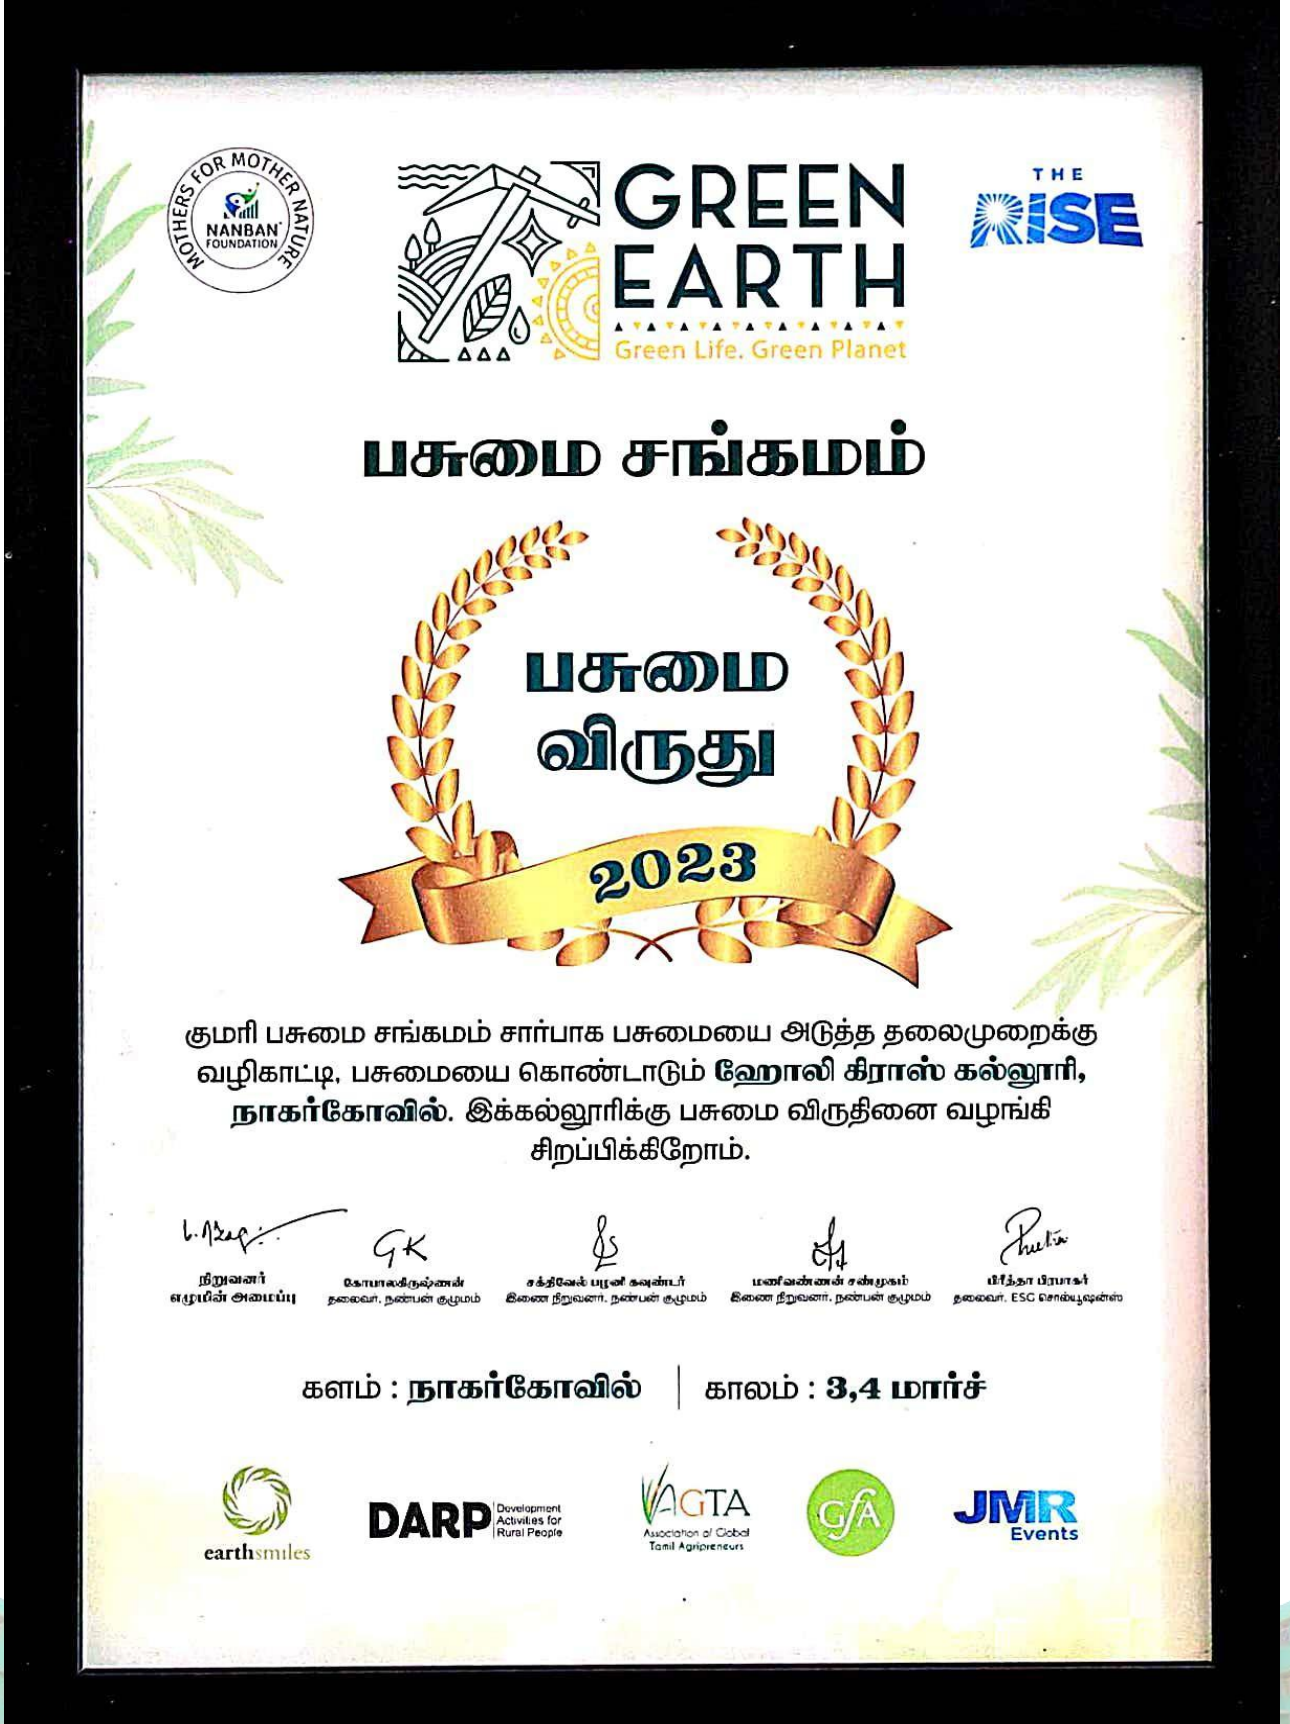 MOTHERS FOR MOTHER NATURE
NANBAN
FOUNDATION
GREEN
EARTH
Green Life. Green Planet
THE
RISE
பசுமை சங்கமம்
பசுமை
விருது
2023
குமரி பசுமை சங்கமம் சார்பாக பசுமையை அடுத்த தலைமுறைக்கு
வழிகாட்டி, பசுமையை கொண்டாடும் ஹோலி கிராஸ் கல்லூரி,
நாகர்கோவில். இக்கல்லூரிக்கு பசுமை விருதினை வழங்கி
சிறப்பிக்கிறோம்.
GK
நிறுவனர்
எழுமின் அமைப்பு
கோபாலகிருஷ்ணன்
தலைவர், நண்பன் குழுமம்
சக்திவேல் பழனி கவுண்டர்
இணை நிறுவனர், நண்பன் குழுமம்
மணிவண்ணன் சண்முகம்
இணை நிறுவனர், நண்பன் குழுமம்
பிரித்தா பிரபாகர்
தலைவர், ESG சொல்யூஷன்ஸ்
களம் : நாகர்கோவில் | காலம் : 3,4 மார்ச்
earthsmiles
DARP
Development
Activities for
Rural People
AGTA
Association of Global
Tamil Agripreneurs
GfA
JMR
Events